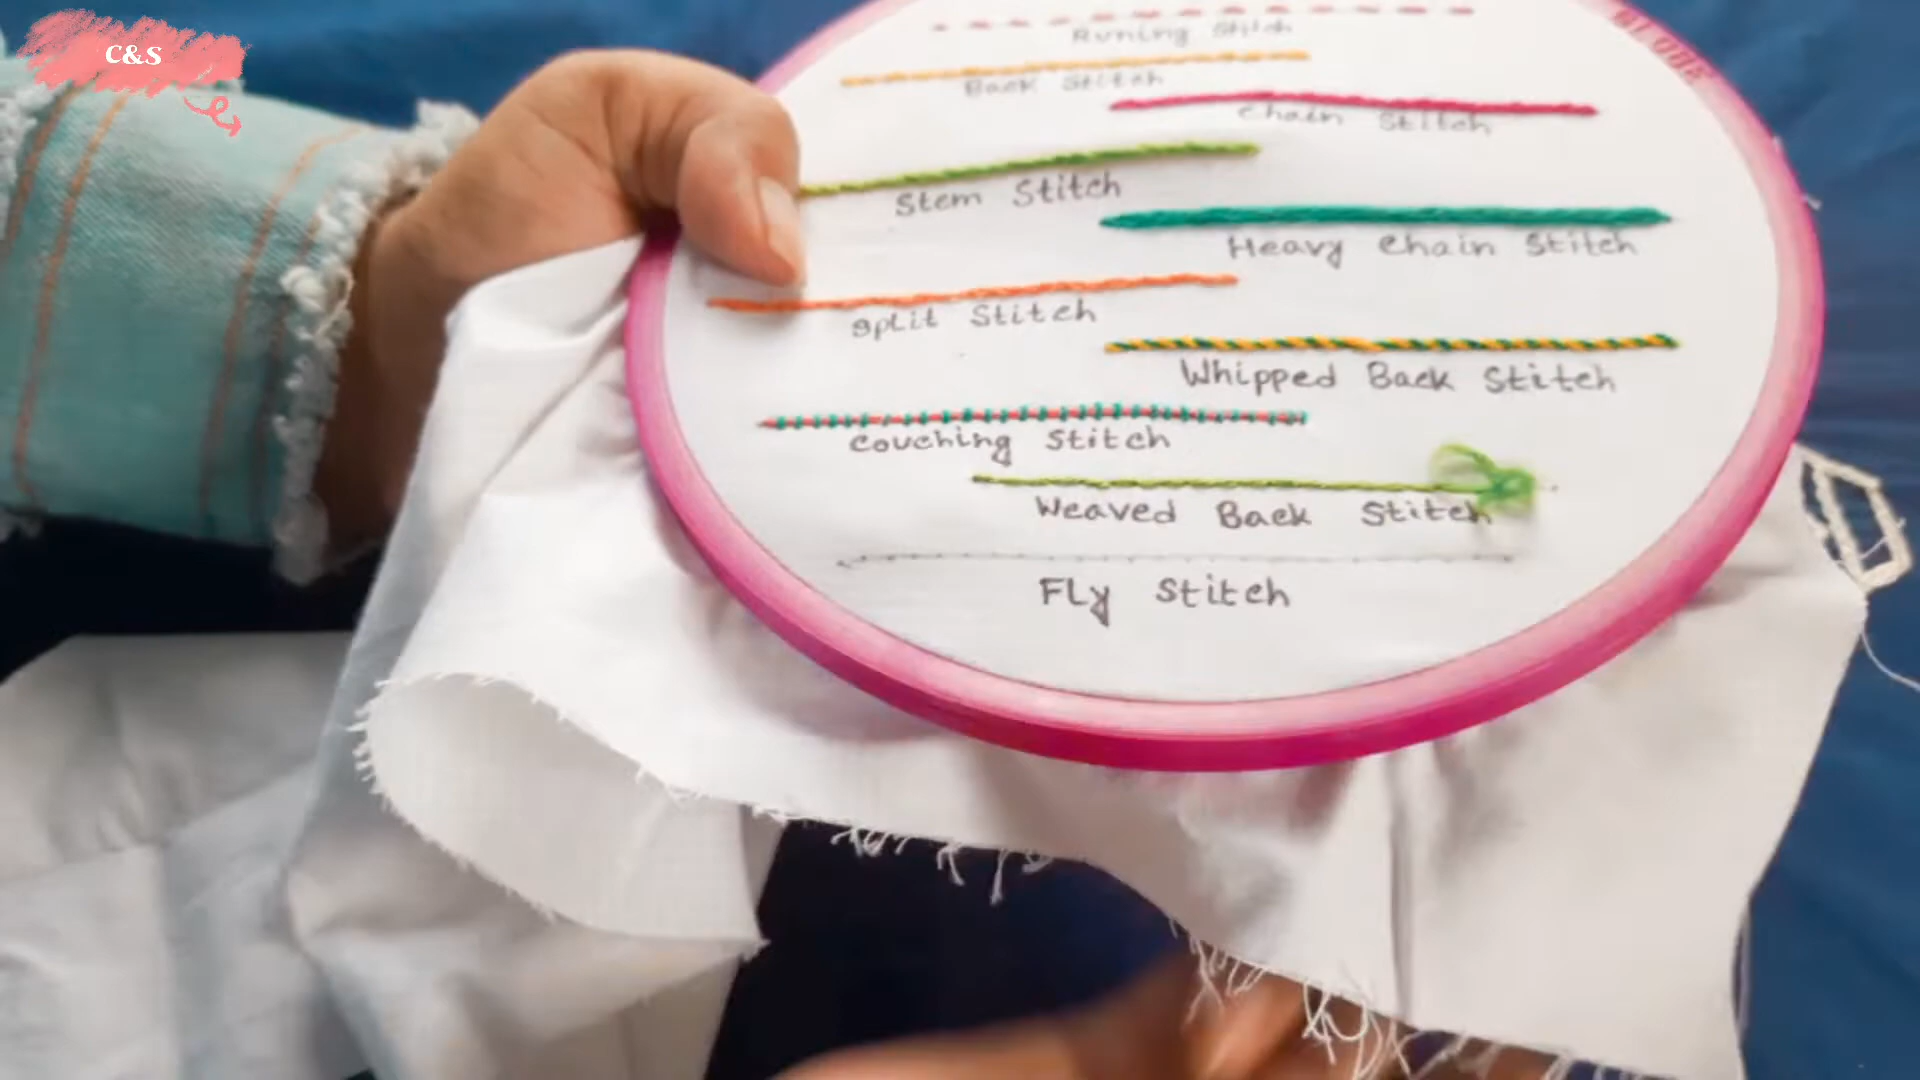 C&S
Runing Stitch
Back Stitch
Chain Stitch
Stem Stitch
Heavy Chain Stitch
Split Stitch
Whipped Back Stitch
Couching Stitch
Weaved Back Stitch
Fly Stitch